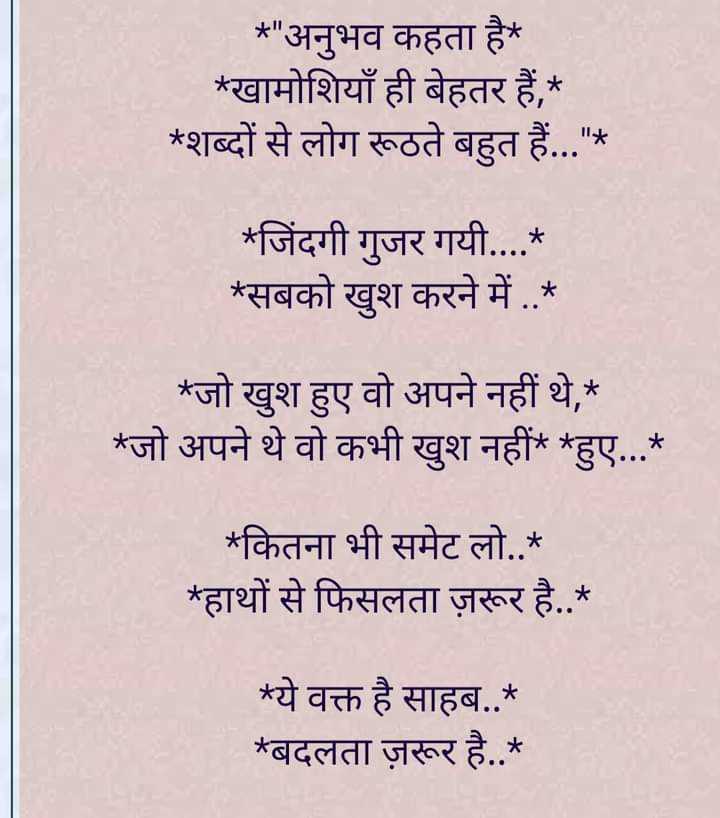 *"अनुभव कहता है*
*खामोशियाँ ही बेहतर हैं,*
*शब्दों से लोग रूठते बहुत हैं..."*
*जिंदगी गुजर गयी....*
*सबको खुश करने में ..*
*जो खुश हुए वो अपने नहीं थे,*
*जो अपने थे वो कभी खुश नहीं* *हुए...*
*कितना भी समेट लो..*
*हाथों से फिसलता ज़रूर है..*
*ये वक्त है साहब..*
*बदलता ज़रूर है..*